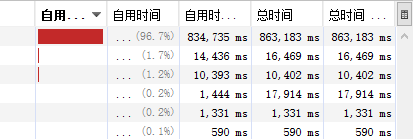 自用... 自用时间 自用时... 总时间 总时间 ...
... (96.7%) 834,735 ms 863,183 ms 863,183 ms
... (1.7%) 14,436 ms 16,469 ms 16,469 ms
... (1.2%) 10,393 ms 10,402 ms 10,402 ms
... (0.2%) 1,444 ms 17,914 ms 17,914 ms
... (0.2%) 1,331 ms 1,331 ms 1,331 ms
... (0.1%) 590 ms 590 ms 590 ms